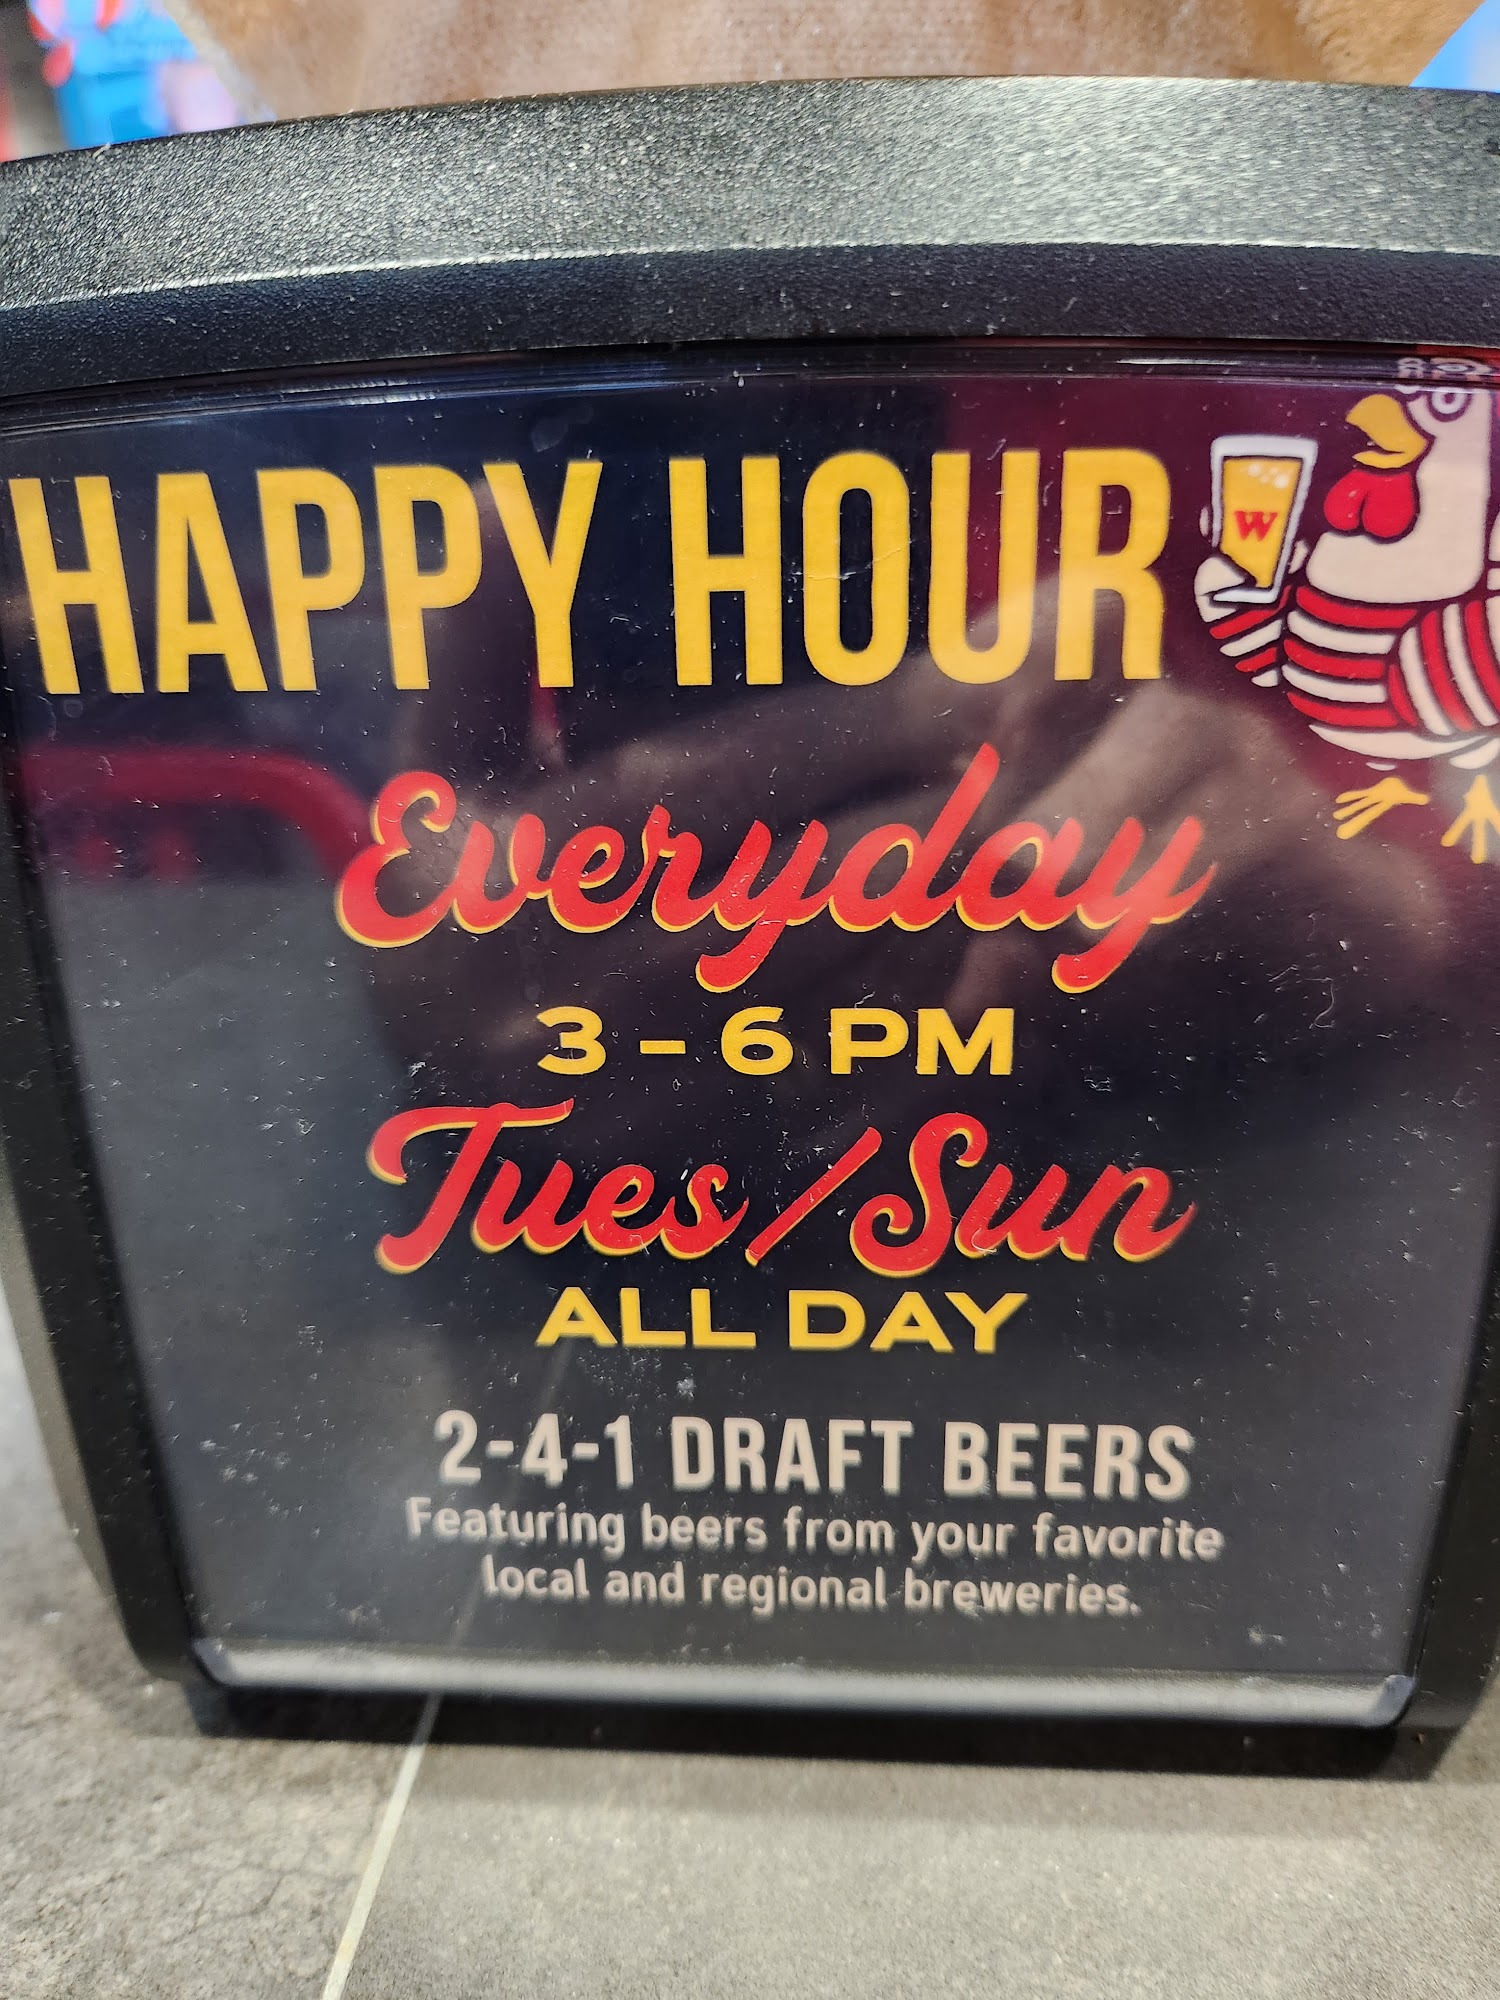 HAPPY HOUR
W
Everyday
3 - 6 PM
Tues/Sun
ALL DAY
2-4-1 DRAFT BEERS
Featuring beers from your favorite
local and regional breweries.